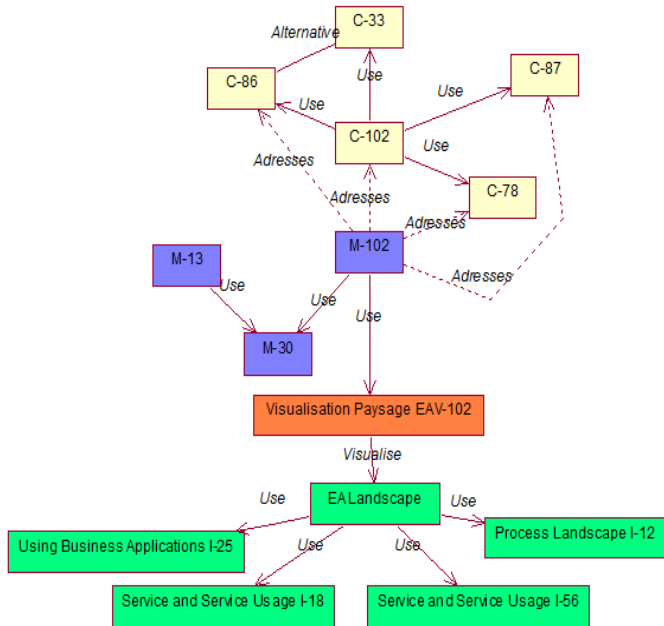 C-33
Alternative
C-86
C-87
Use
Use
Use
C-102
Use
Adresses
Adresses
C-78
Adresses
M-102
M-13
Adresses
Use
Use
Use
M-30
Visualisation Paysage EAV-102
Visualise
EA Landscape
Use
Use
Using Business Applications I-25
Process Landscape I-12
Use
Use
Service and Service Usage I-18
Service and Service Usage I-56